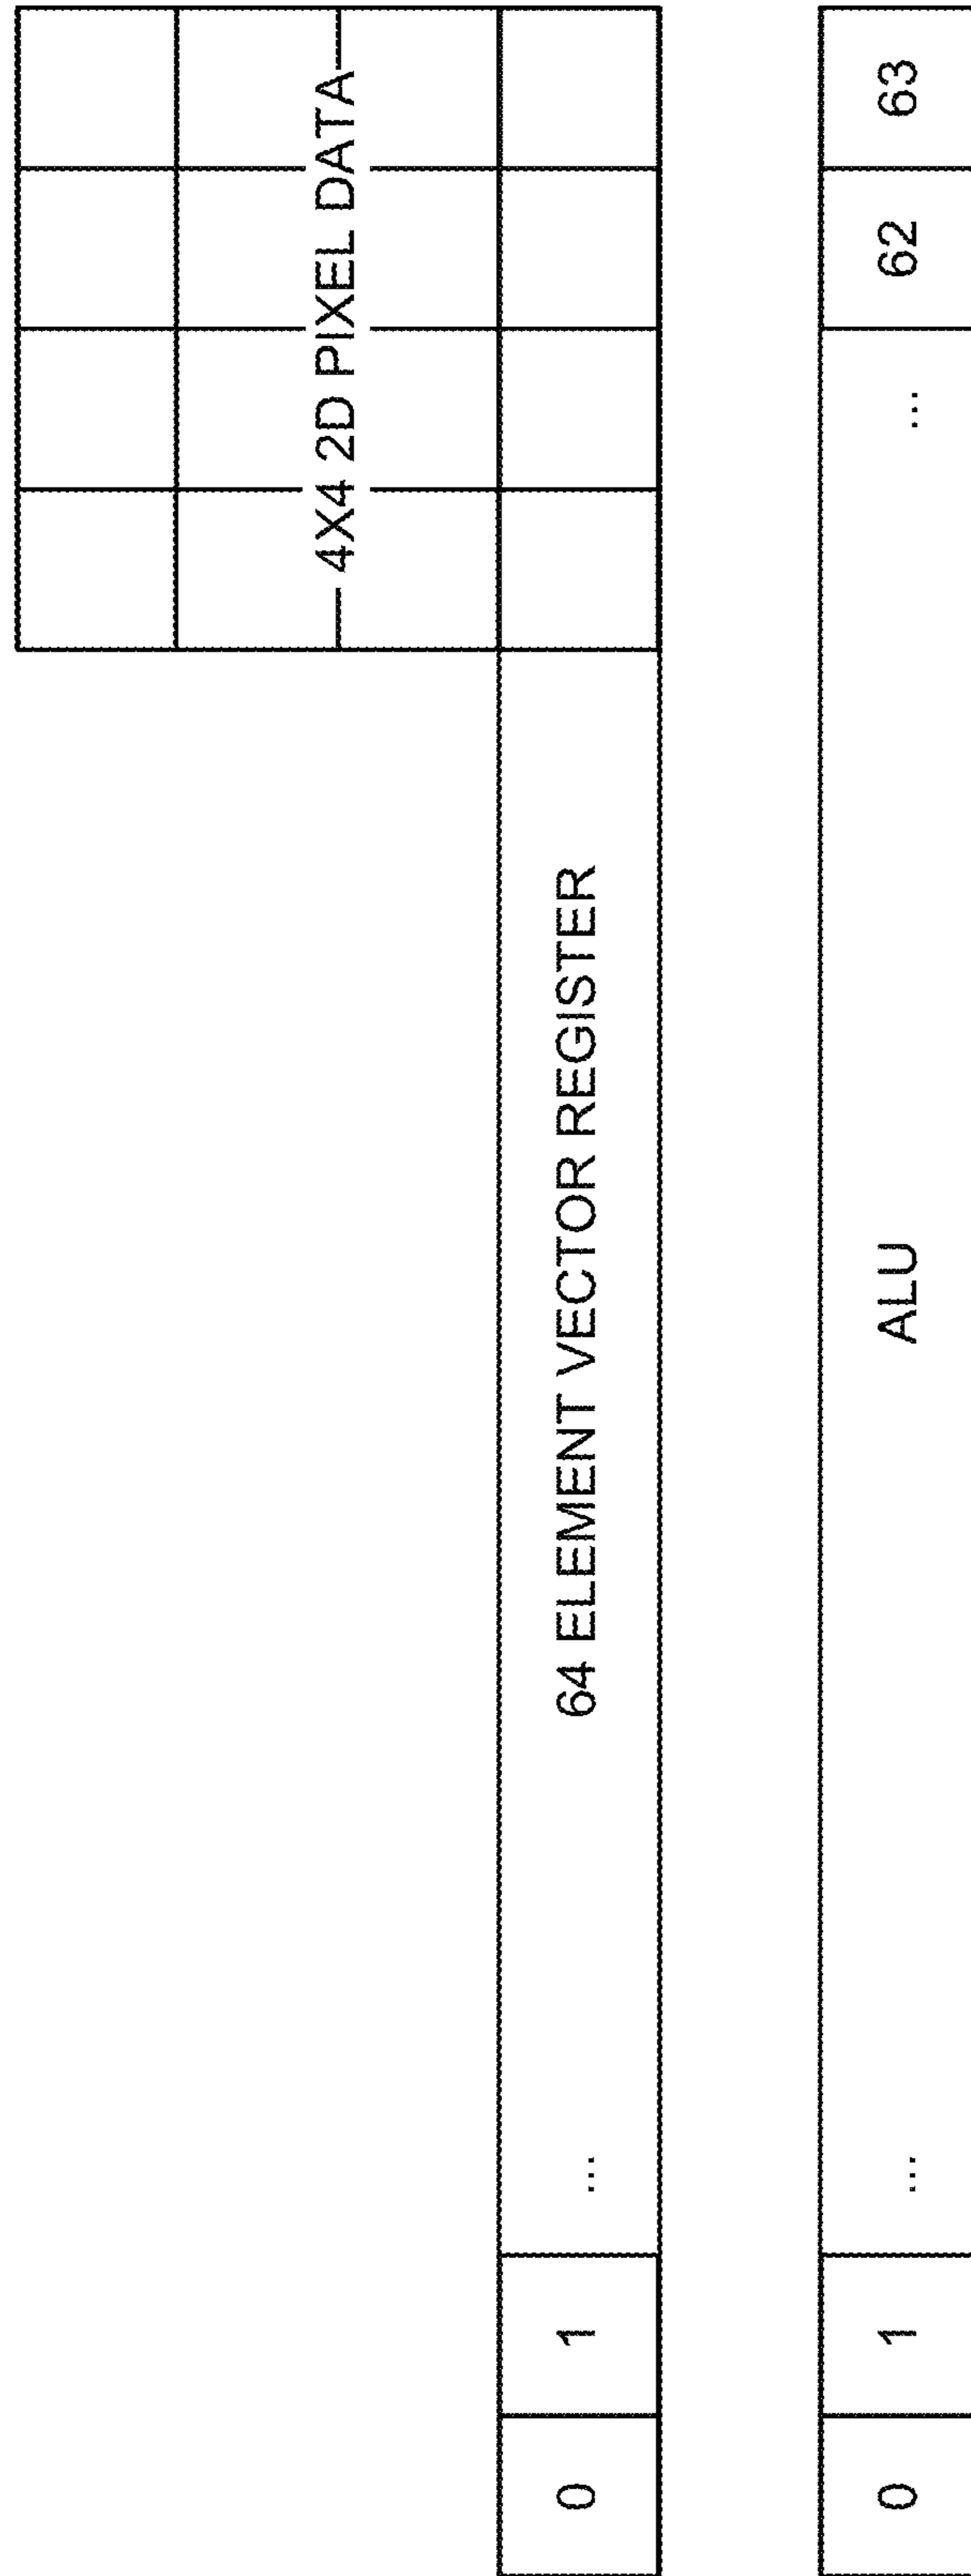 4X4 2D PIXEL DATA
0 1 ... 64 ELEMENT VECTOR REGISTER
0 1 ... ALU ... 62 63